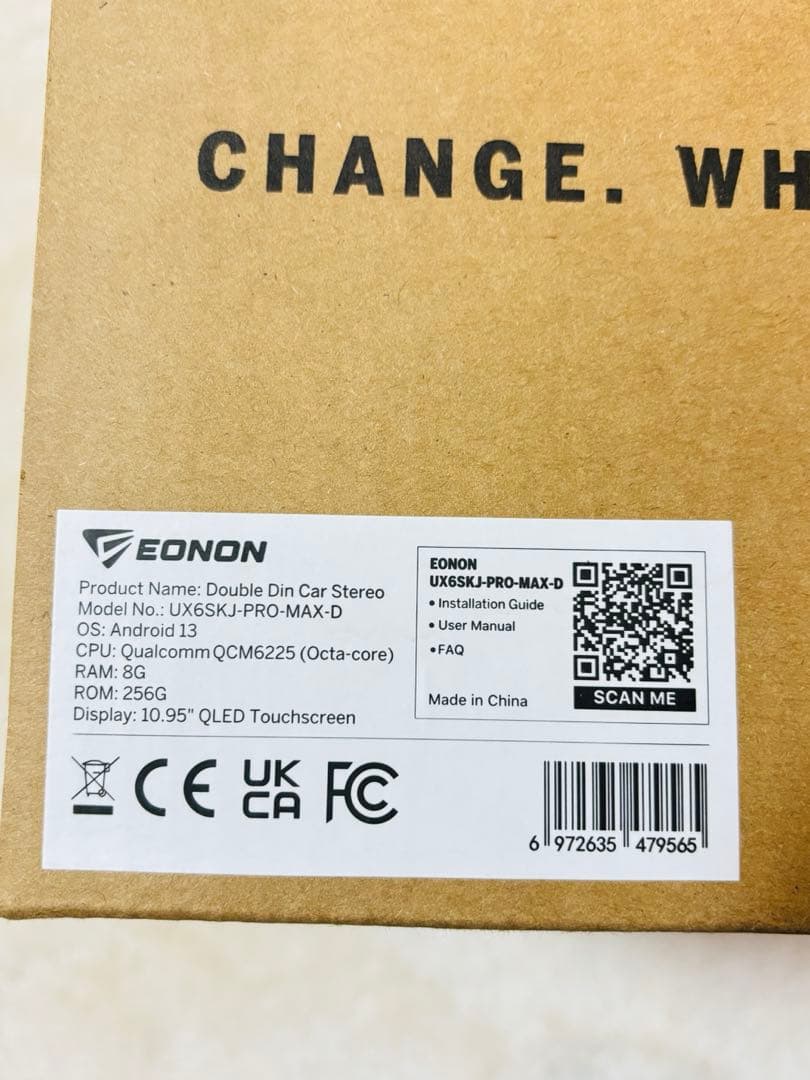 CHANGE. WH
EONON
Product Name: Double Din Car Stereo
Model No.: UX6SKJ-PRO-MAX-D
OS: Android 13
CPU: Qualcomm QCM6225 (Octa-core)
RAM: 8G
ROM: 256G
Display: 10.95" QLED Touchscreen
EONON
UX6SKJ-PRO-MAX-D
• Installation Guide
• User Manual
• FAQ
Made in China
SCAN ME
CE
UK
CA
FC
6 972635 479565